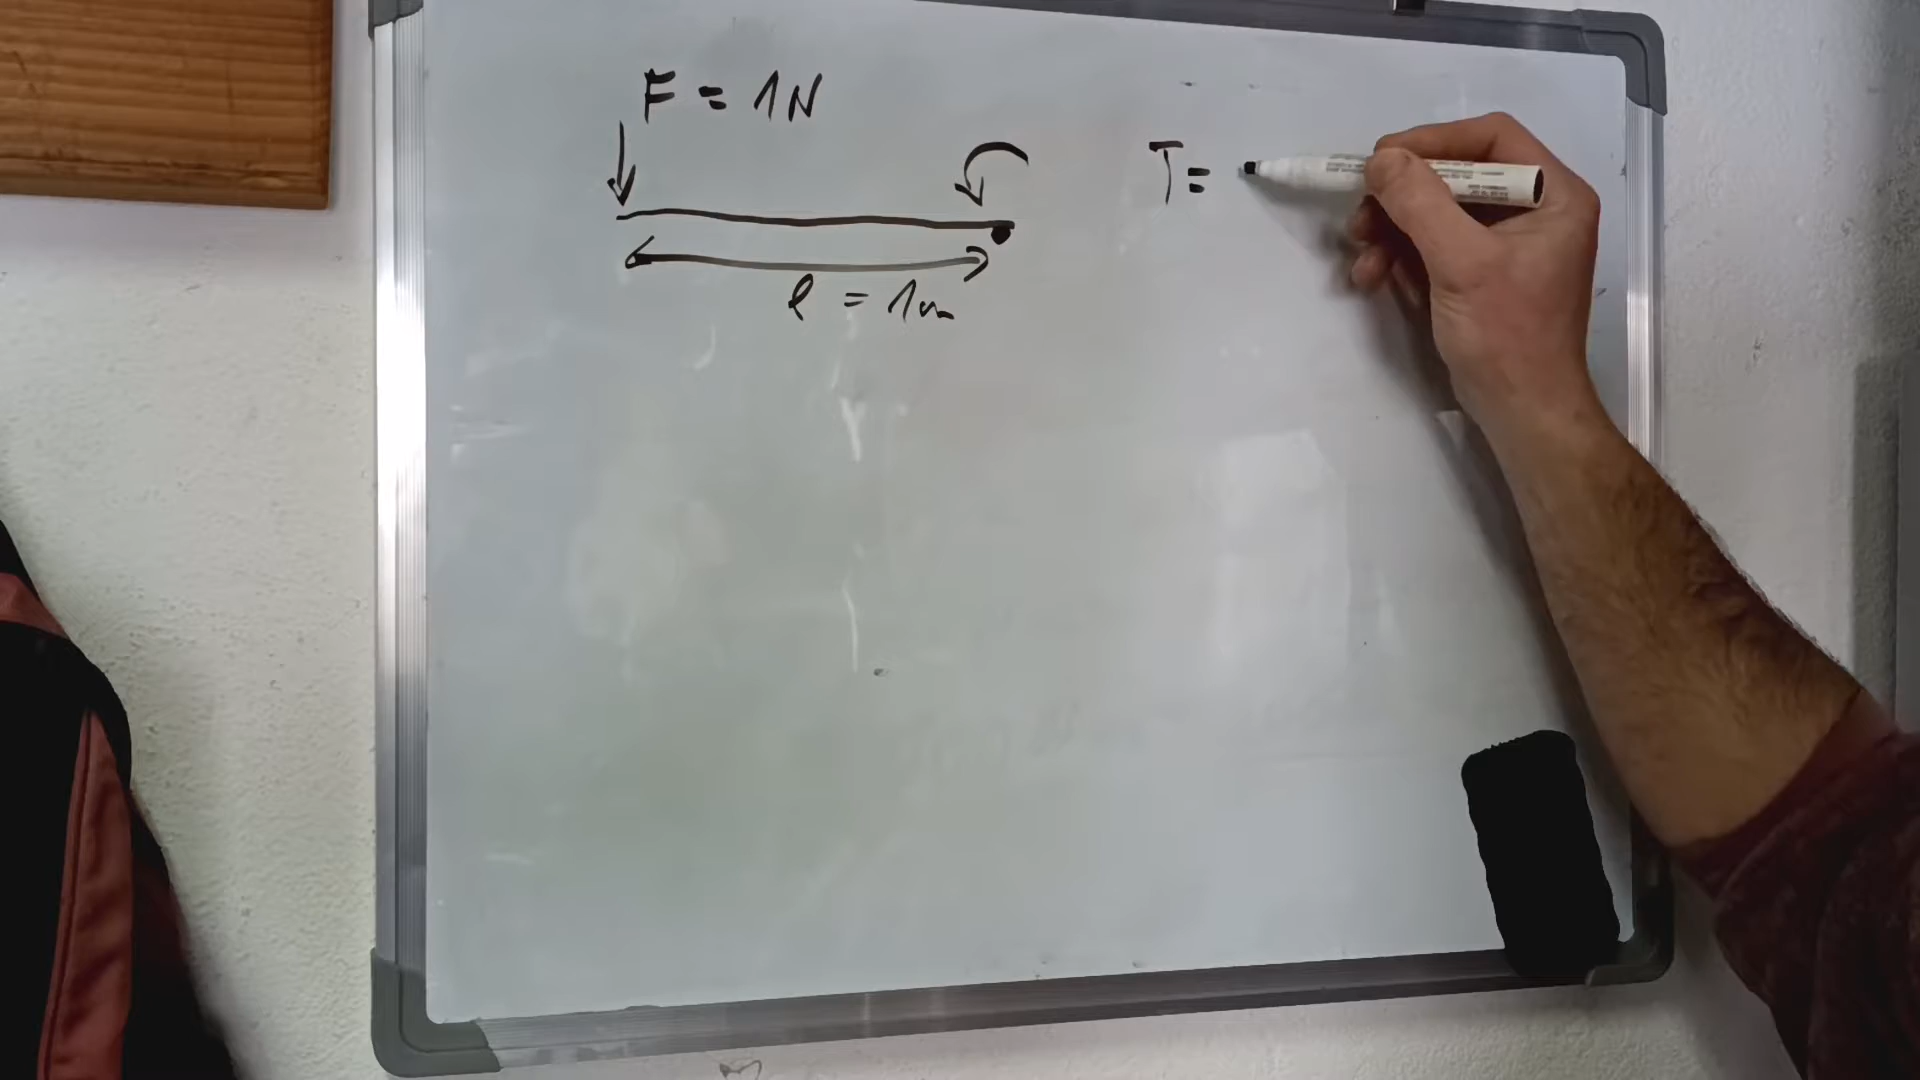 F = 1N
T =
l = 1m